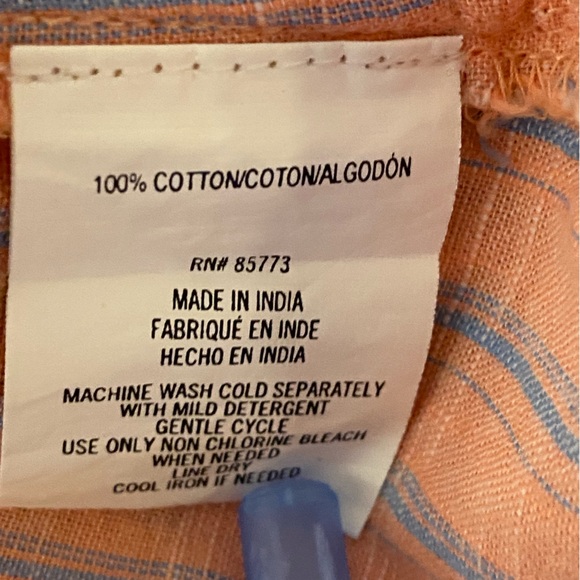 100% COTTON/COTON/ALGODÓN
RN# 85773
MADE IN INDIA
FABRIQUÉ EN INDE
HECHO EN INDIA
MACHINE WASH COLD SEPARATELY
WITH MILD DETERGENT
GENTLE CYCLE
USE ONLY NON CHLORINE BLEACH
WHEN NEEDED
LINE DRY
COOL IRON IF NEEDED